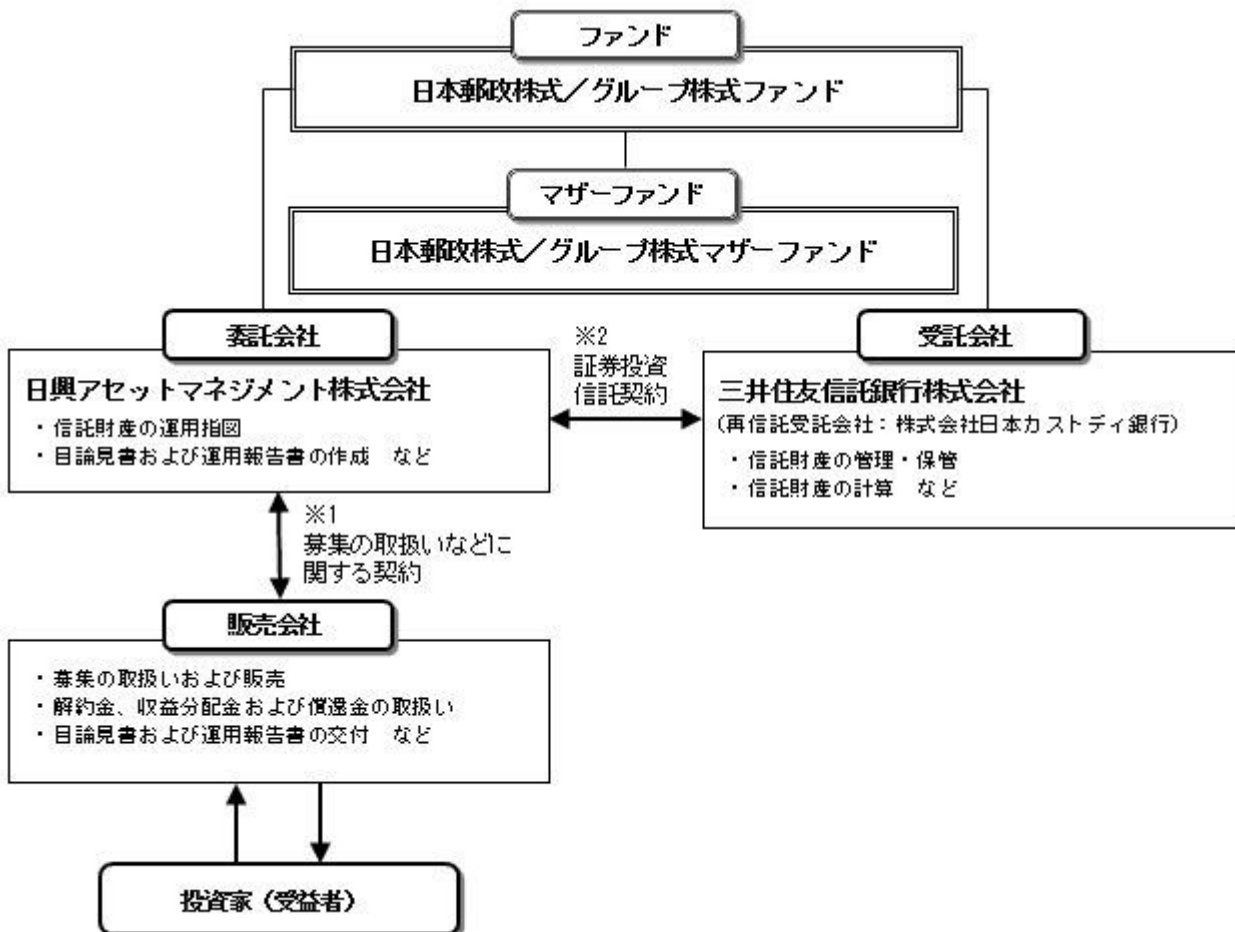 ファンド
日本郵政株式／グループ株式ファンド
マザーファンド
日本郵政株式／グループ株式マザーファンド
委託会社
日興アセットマネジメント株式会社
・信託財産の運用指図
・目論見書および運用報告書の作成　など
※2
証券投資
信託契約
受託会社
三井住友信託銀行株式会社
（再信託受託会社：株式会社日本カストディ銀行）
・信託財産の管理・保管
・信託財産の計算　など
※1
募集の取扱いなどに
関する契約
販売会社
・募集の取扱いおよび販売
・解約金、収益分配金および償還金の取扱い
・目論見書および運用報告書の交付　など
投資家（受益者）